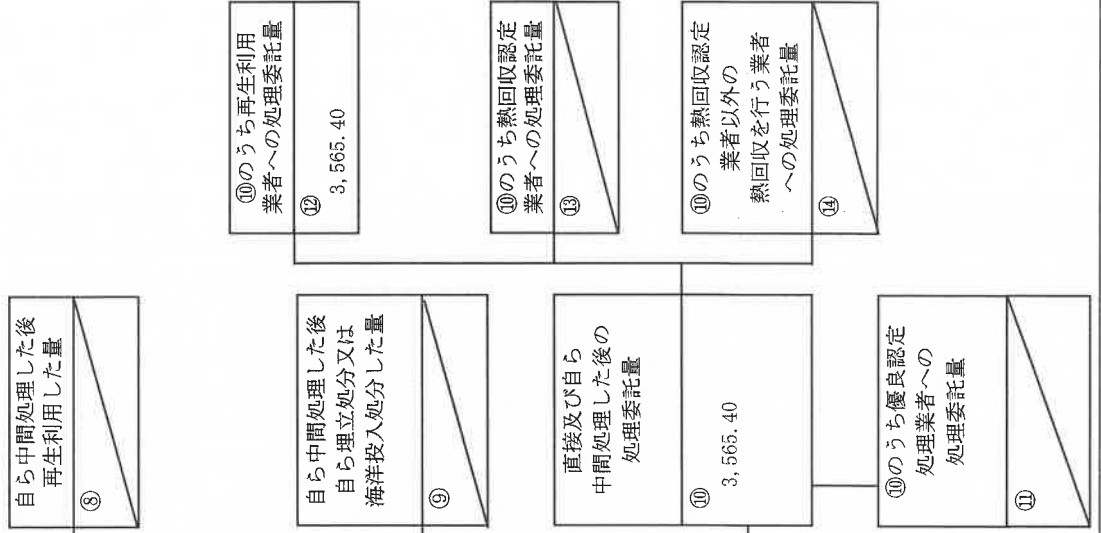 自ら中間処理した後
再生利用した量
⑧
自ら中間処理した後
自ら埋立処分又は
海洋投入処分した量
⑨
直接及び自ら
中間処理した後の
処理委託量
⑩
3,565.40
⑩のうち優良認定
処理業者への
処理委託量
⑪
⑩のうち再生利用
業者への処理委託量
⑫
3,565.40
⑩のうち熱回収認定
業者への処理委託量
⑬
⑩のうち熱回収認定
業者以外の
熱回収を行う業者
への処理委託量
⑭